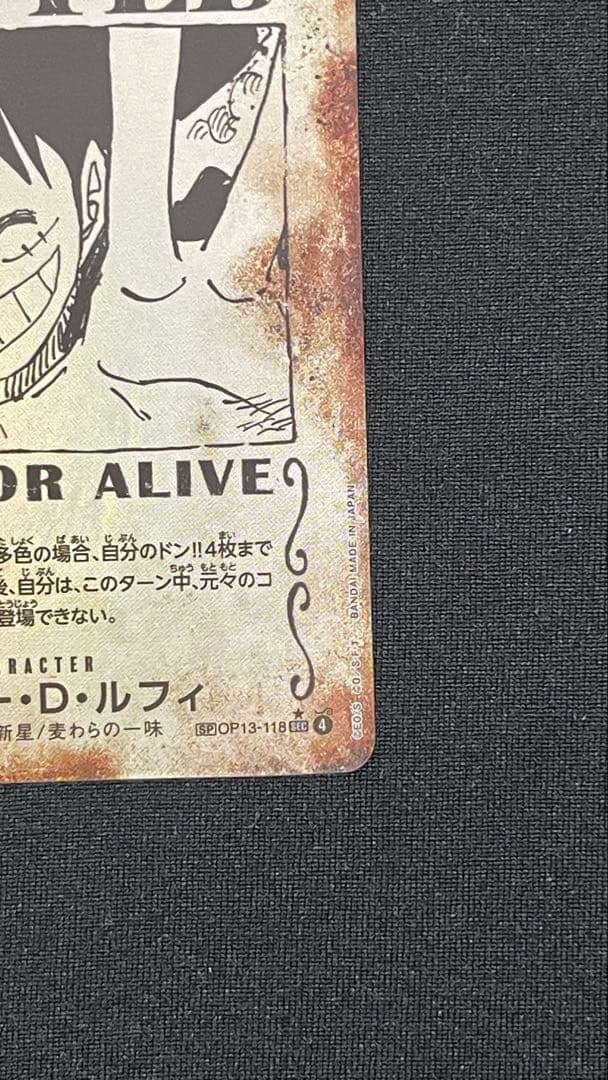 OR ALIVE
多色の場合、自分のドン!!4枚まで
後、自分は、このターン中、元々のコ
登場できない。
RACTER
ー・D・ルフィ
新星/麦わらの一味
SP OP13-118 SEC ★ 4
©EO/S., CO/S,F,T BANDAI MADE IN JAPAN